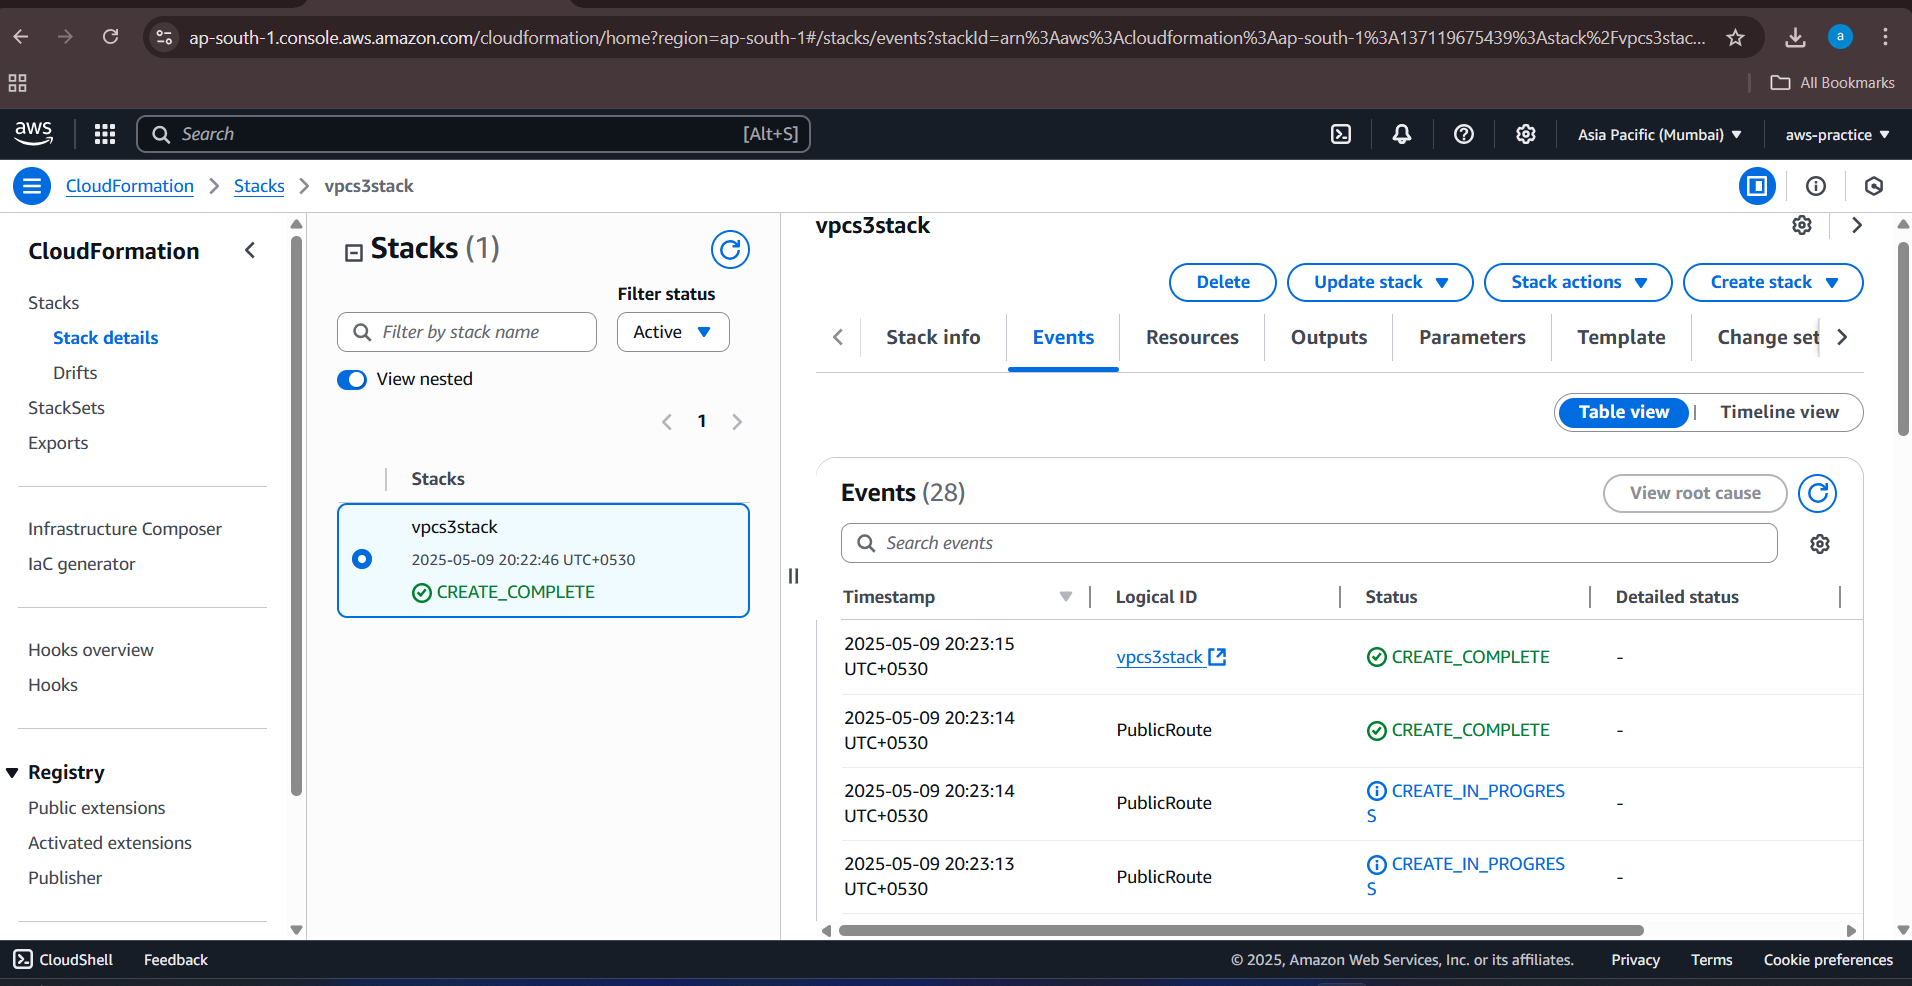 ap-south-1.console.aws.amazon.com/cloudformation/home?region=ap-south-1#/stacks/events?stackId=arn%3Aaws%3Acloudformation%3Aap-south-1%3A137119675439%3Astack%2Fvpcs3stac...
a
All Bookmarks
aws
Search
[Alt+S]
Asia Pacific (Mumbai)
aws-practice
CloudFormation
Stacks
vpcs3stack
CloudFormation
Stacks
Stack details
Drifts
StackSets
Exports
Infrastructure Composer
IaC generator
Hooks overview
Hooks
Registry
Public extensions
Activated extensions
Publisher
Stacks (1)
Filter status
Filter by stack name
Active
View nested
1
Stacks
vpcs3stack
2025-05-09 20:22:46 UTC+0530
CREATE_COMPLETE
vpcs3stack
Delete
Update stack
Stack actions
Create stack
Stack info
Events
Resources
Outputs
Parameters
Template
Change set
Table view
Timeline view
Events (28)
View root cause
Search events
Timestamp
Logical ID
Status
Detailed status
2025-05-09 20:23:15
UTC+0530
vpcs3stack
CREATE_COMPLETE
-
2025-05-09 20:23:14
UTC+0530
PublicRoute
CREATE_COMPLETE
-
2025-05-09 20:23:14
UTC+0530
PublicRoute
CREATE_IN_PROGRES
S
-
2025-05-09 20:23:13
UTC+0530
PublicRoute
CREATE_IN_PROGRES
S
-
CloudShell
Feedback
© 2025, Amazon Web Services, Inc. or its affiliates.
Privacy
Terms
Cookie preferences